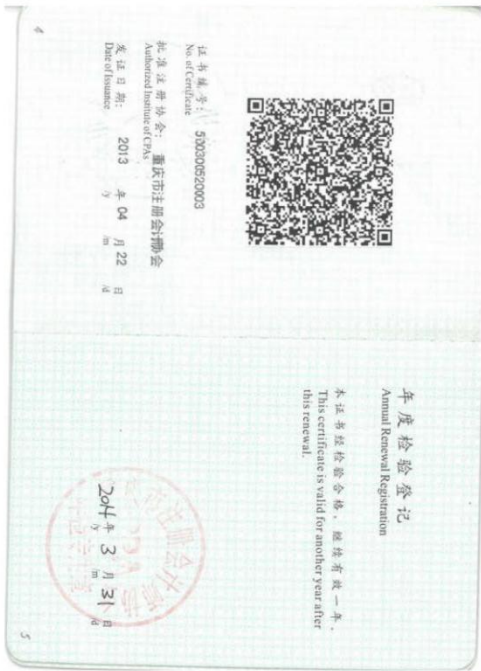 证书编号: 500300520003
No. of Certificate
批准注册协会: 重庆市注册会计师协会
Authorized Institute of CPAs
发证日期: 2013 年 04 月 22 日
Date of Issuance /y /m /d
4
年度检验登记
Annual Renewal Registration
本证书经检验合格，继续有效一年。
This certificate is valid for another year after
this renewal.
2014 年 3 月 31 日
/y /m /d
5